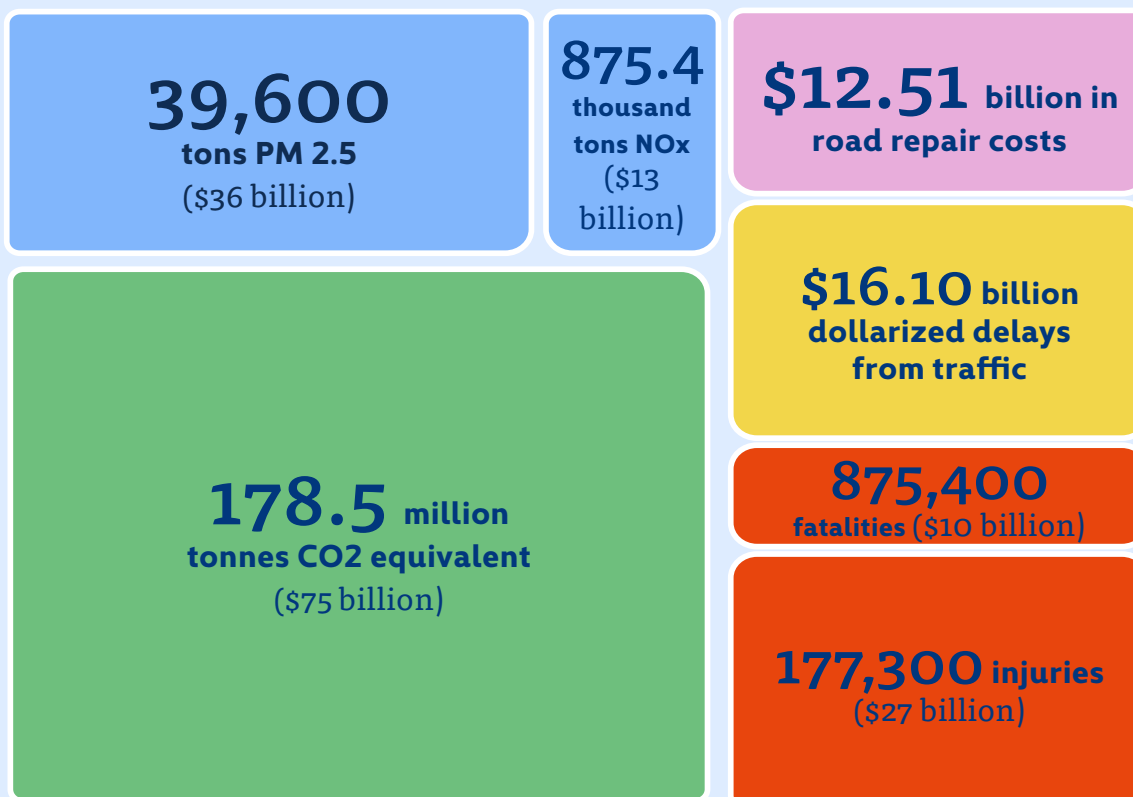 39,600
tons PM 2.5
($36 billion)
875.4
thousand
tons NOx
($13
billion)
$12.51 billion in
road repair costs
$16.10 billion
dollarized delays
from traffic
178.5 million
tonnes CO2 equivalent
($75 billion)
875,400
fatalities ($10 billion)
177,300 injuries
($27 billion)